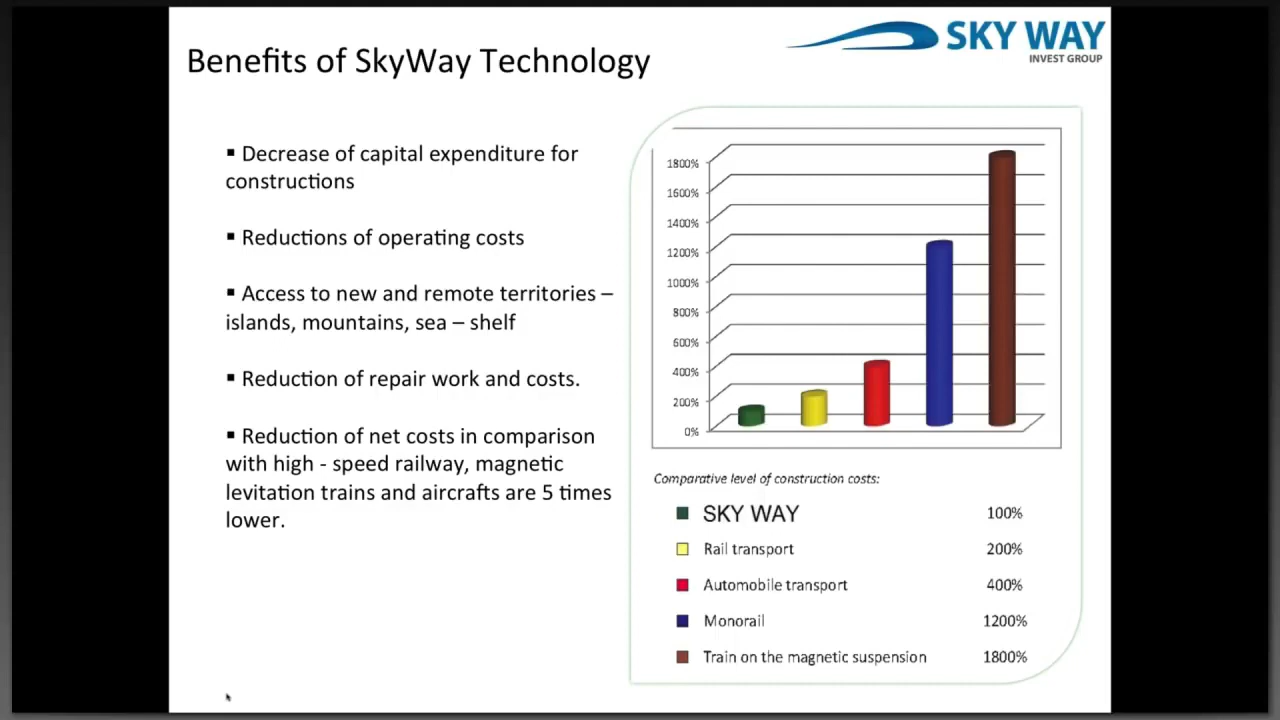 SKY WAY
INVEST GROUP
Benefits of SkyWay Technology
▪ Decrease of capital expenditure for
constructions
▪ Reductions of operating costs
▪ Access to new and remote territories –
islands, mountains, sea – shelf
▪ Reduction of repair work and costs.
▪ Reduction of net costs in comparison
with high - speed railway, magnetic
levitation trains and aircrafts are 5 times
lower.
1800%
1600%
1400%
1200%
1000%
800%
600%
400%
200%
0%
Comparative level of construction costs:
SKY WAY 100%
Rail transport 200%
Automobile transport 400%
Monorail 1200%
Train on the magnetic suspension 1800%